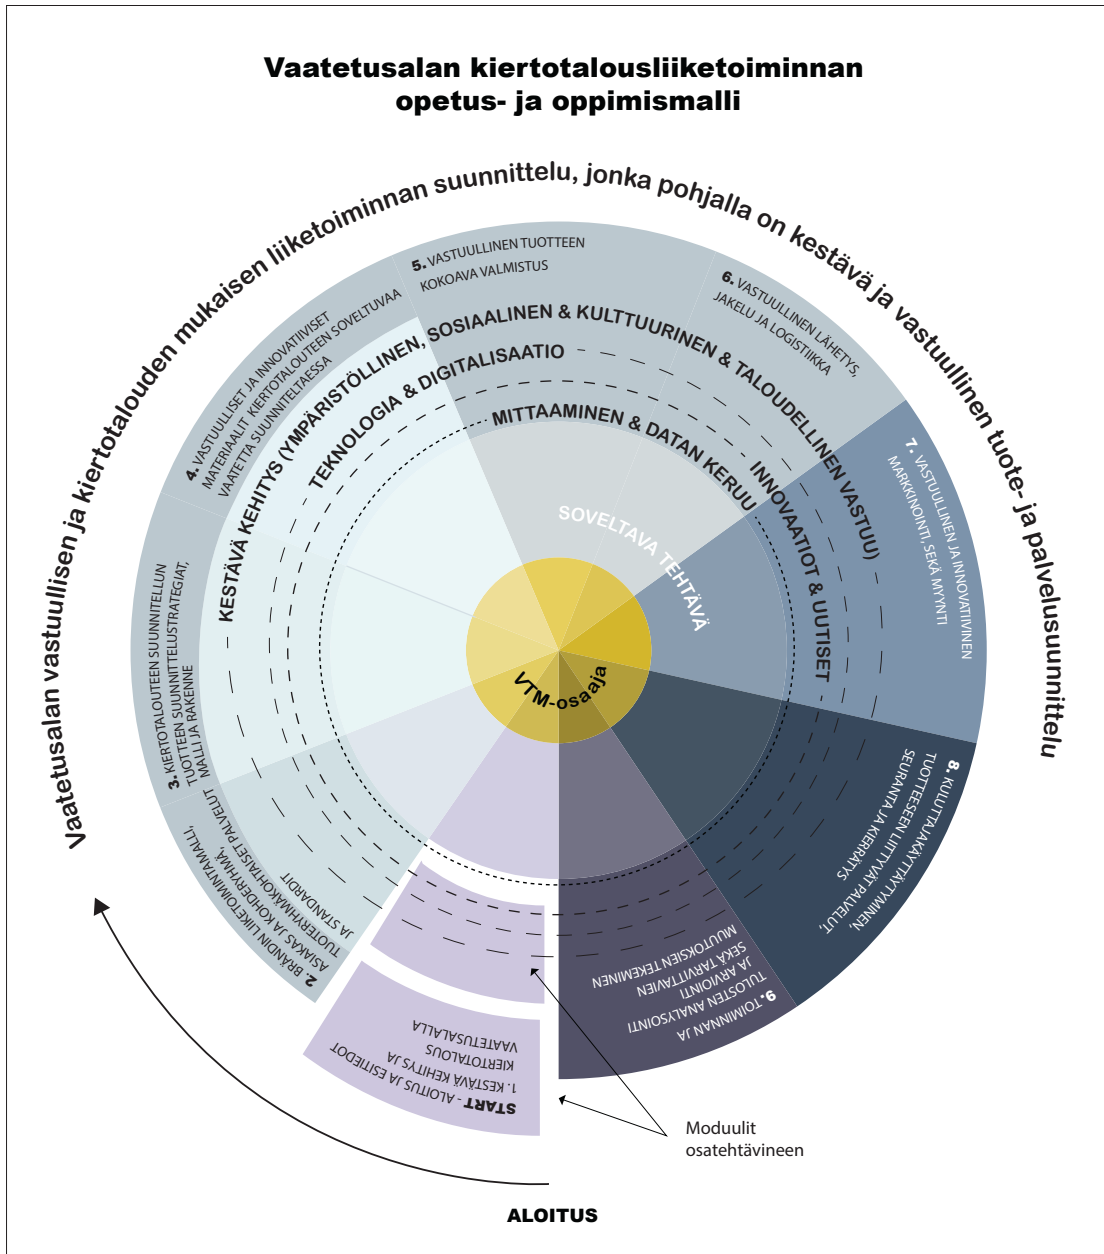 Vaatetusalan kiertotalousliiketoiminnan
opetus- ja oppimismalli
Vaatetusalan vastuullisen ja kiertotalouden mukaisen liiketoiminnan suunnittelu, jonka pohjalla on kestävä ja vastuullinen tuote- ja palvelusuunnittelu
START - ALOITUS JA ESITIEDOT
1. KESTÄVÄ KEHITYS JA
KIERTOTALOUS
VAATETUSALALLA
2. BRÄNDIN LIIKETOIMINTAMALLI,
ASIAKAS JA KOHDERYHMÄ,
TUOTERYHMÄKOHTAISET PALVELUT
JA STANDARDIT
3. KIERTOTALOUTEEN SUUNNITELLUN
TUOTTEEN SUUNNITTELUSTRATEGIAT,
MALLI JA RAKENNE
4. VASTUULLISET JA INNOVATIIVISET
MATERIAALIT KIERTOTALOUTEEN SOVELTUVAA
VAATETTA SUUNNITELTAESSA
5. VASTUULLINEN TUOTTEEN
KOKOAVA VALMISTUS
6. VASTUULLINEN LÄHETYS,
JAKELU JA LOGISTIIKKA
7. VASTUULLINEN JA INNOVATIIVINEN
MARKKINOINTI, SEKÄ MYYNTI
8. KULUTTAJAKÄYTTÄYTYMINEN,
TUOTTEESEEN LIITTYVÄT PALVELUT,
SEURANTA JA KIERRÄTYS
9. TOIMINNAN JA
TULOSTEN ANALYSOINTI
JA ARVIOINTI
SEKÄ TARVITTAVIEN
MUUTOKSIEN TEKEMINEN
KESTÄVÄ KEHITYS (YMPÄRISTÖLLINEN, SOSIAALINEN & KULTTUURINEN & TALOUDELLINEN VASTUU)
TEKNOLOGIA & DIGITALISAATIO
INNOVAATIOT & UUTISET
MITTAAMINEN & DATAN KERUU
SOVELTAVA TEHTÄVÄ
VTM-osaaja
Moduulit
osatehtävineen
ALOITUS